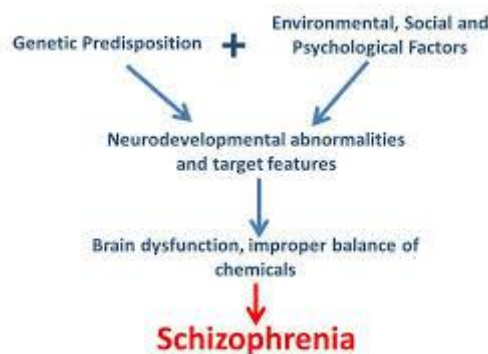 Genetic Predisposition
+
Environmental, Social and
Psychological Factors
Neurodevelopmental abnormalities
and target features
Brain dysfunction, improper balance of
chemicals
Schizophrenia